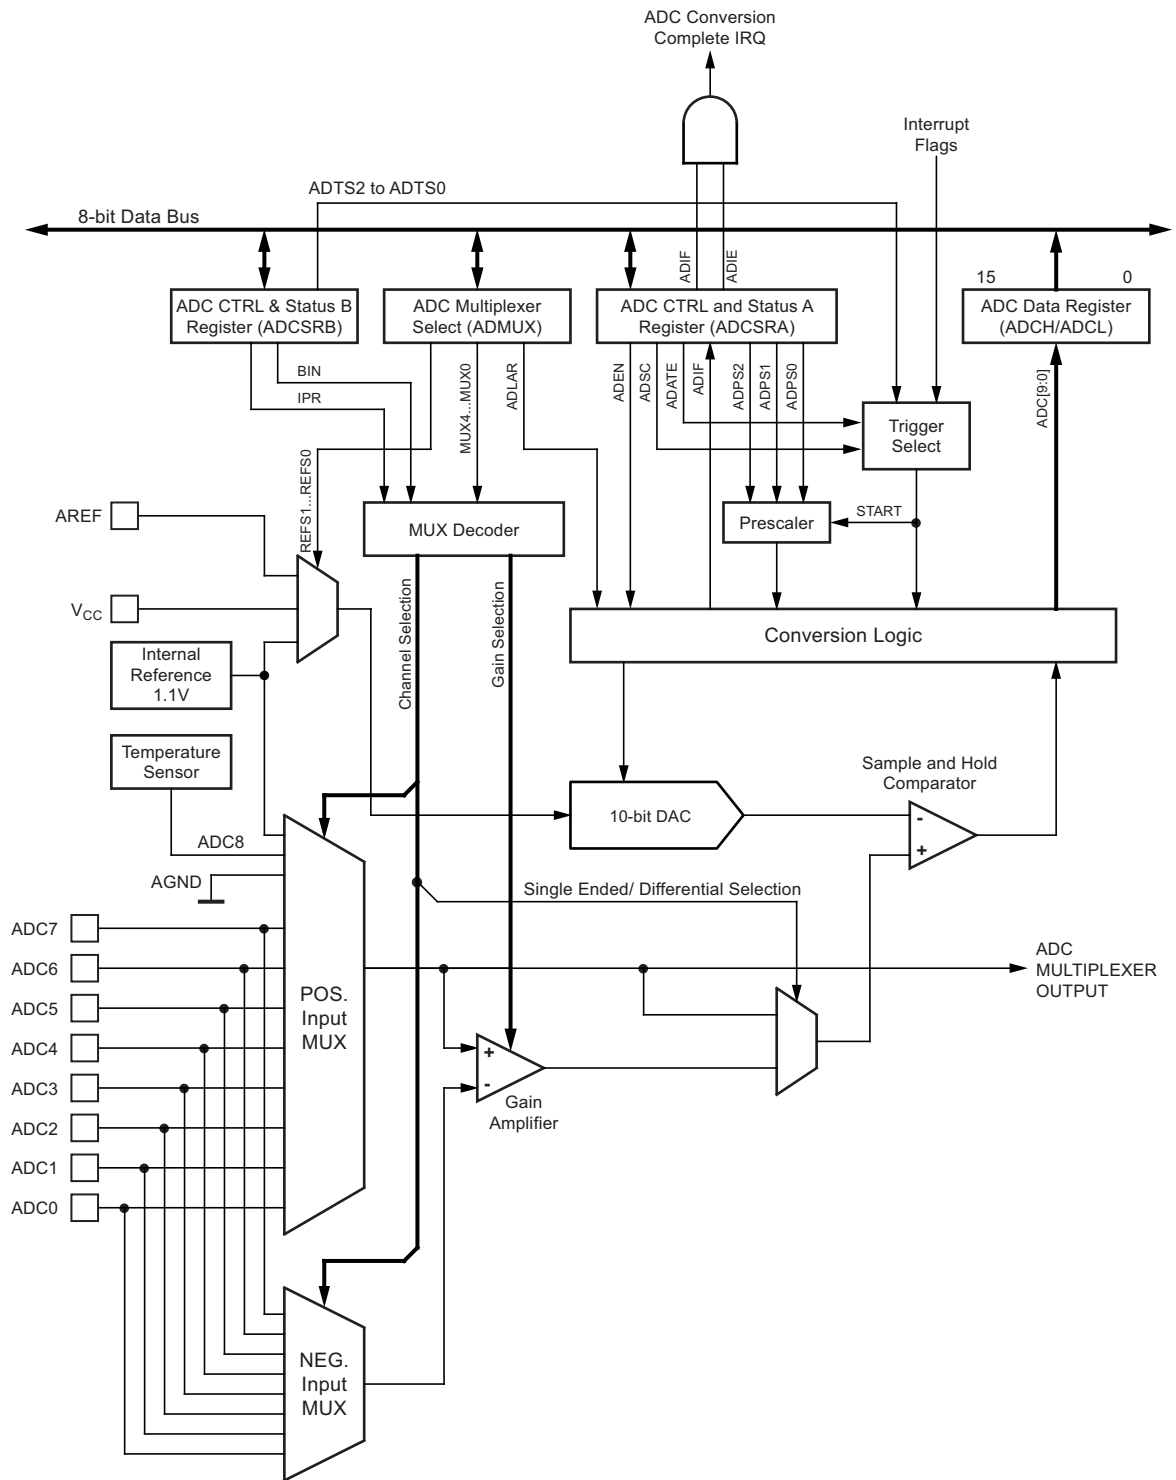 ADC Conversion
Complete IRQ
Interrupt
Flags
ADTS2 to ADTS0
8-bit Data Bus
ADIF
ADIE
15
0
ADC CTRL & Status B
Register (ADCSRB)
ADC Multiplexer
Select (ADMUX)
ADC CTRL and Status A
Register (ADCSRA)
ADC Data Register
(ADCH/ADCL)
BIN
IPR
REFS1...REFS0
MUX4...MUX0
ADLAR
ADEN
ADSC
ADATE
ADIF
ADPS2
ADPS1
ADPS0
ADC[9:0]
Trigger
Select
AREF
MUX Decoder
Prescaler
START
VCC
Channel Selection
Gain Selection
Conversion Logic
Internal
Reference
1.1V
Temperature
Sensor
Sample and Hold
Comparator
10-bit DAC
-
+
ADC8
AGND
Single Ended/ Differential Selection
ADC7
ADC6
ADC5
ADC4
ADC3
ADC2
ADC1
ADC0
POS.
Input
MUX
ADC
MULTIPLEXER
OUTPUT
+
-
Gain
Amplifier
NEG.
Input
MUX